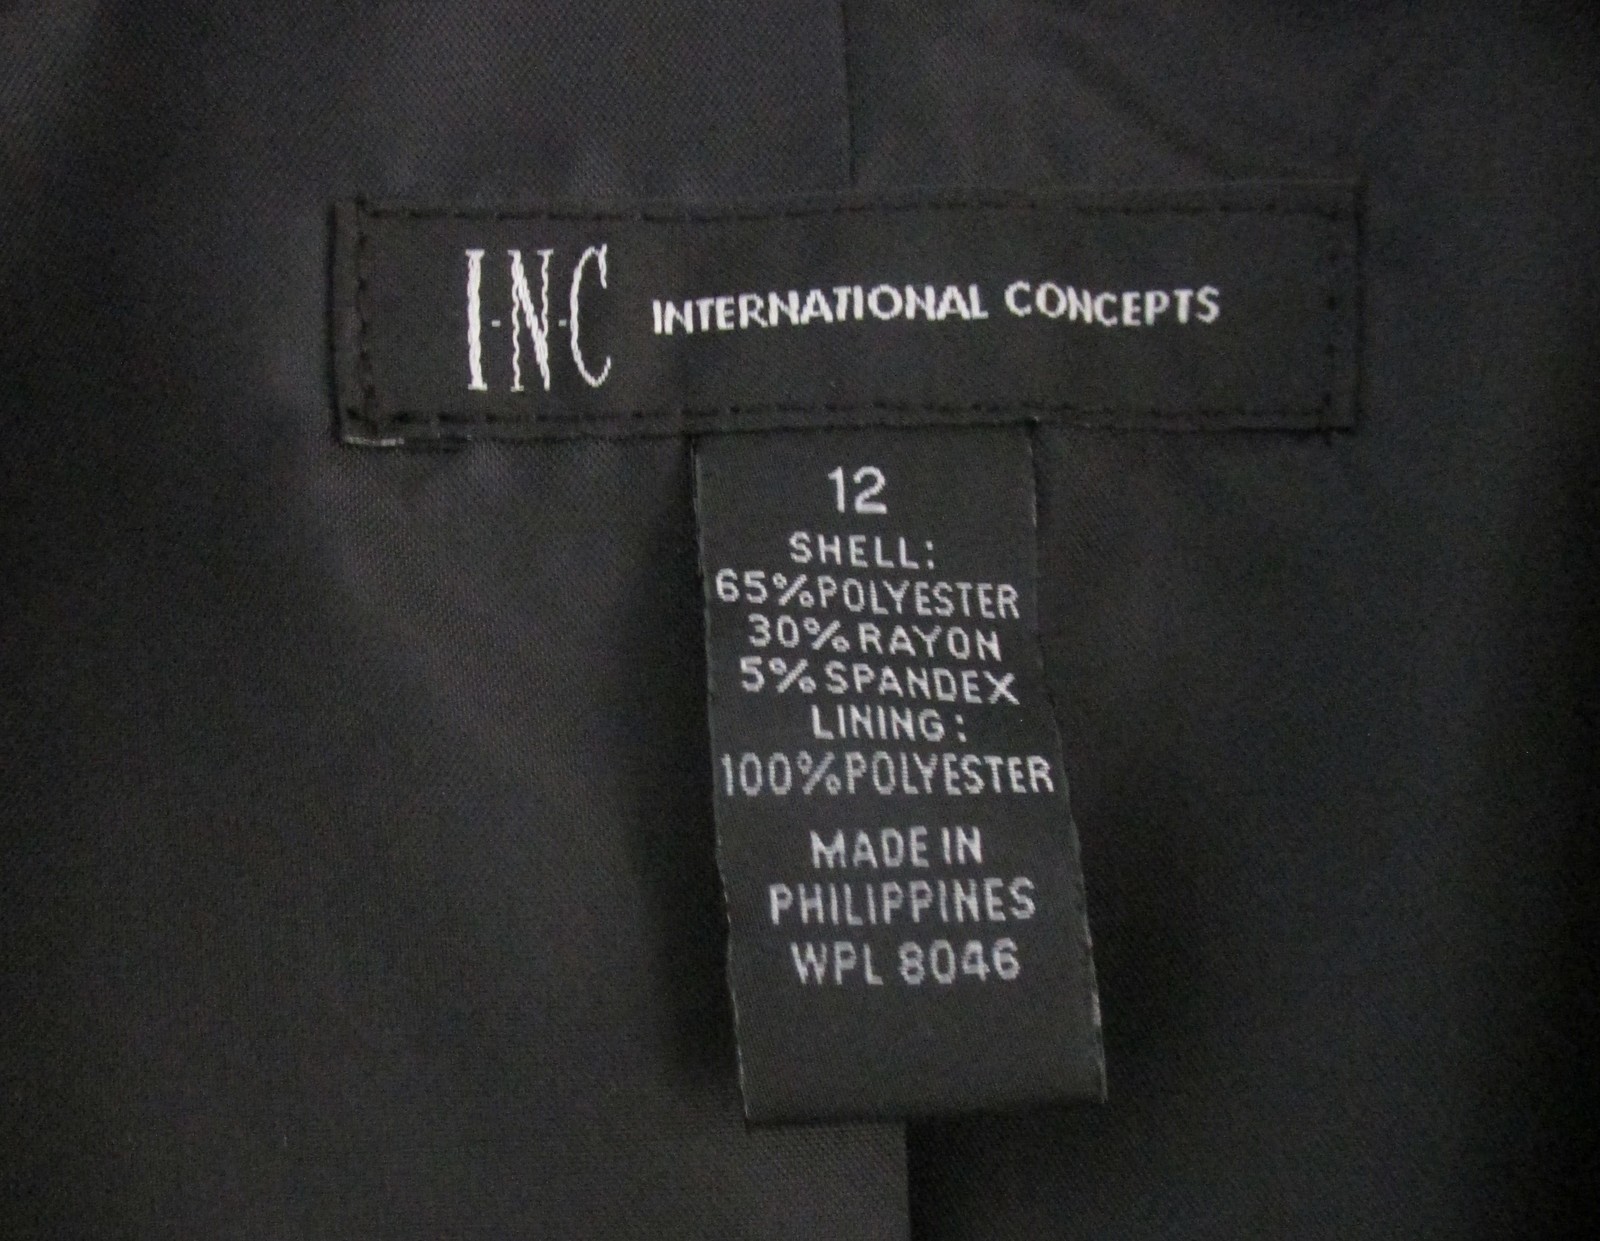 I-N-C INTERNATIONAL CONCEPTS
12
SHELL:
65%POLYESTER
30%RAYON
5%SPANDEX
LINING:
100%POLYESTER
MADE IN
PHILIPPINES
WPL 8046